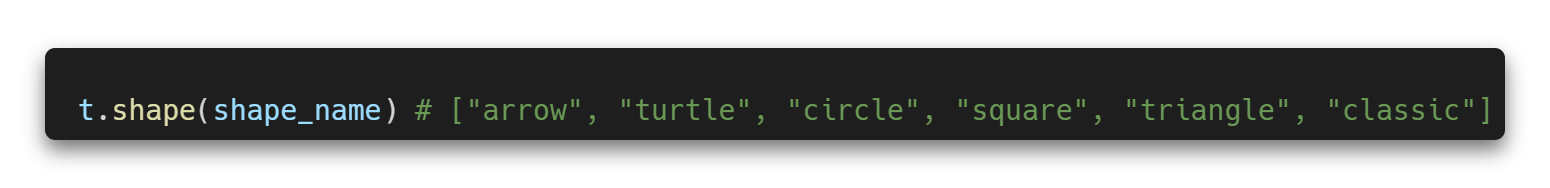 t.shape(shape_name) # ["arrow", "turtle", "circle", "square", "triangle", "classic"]